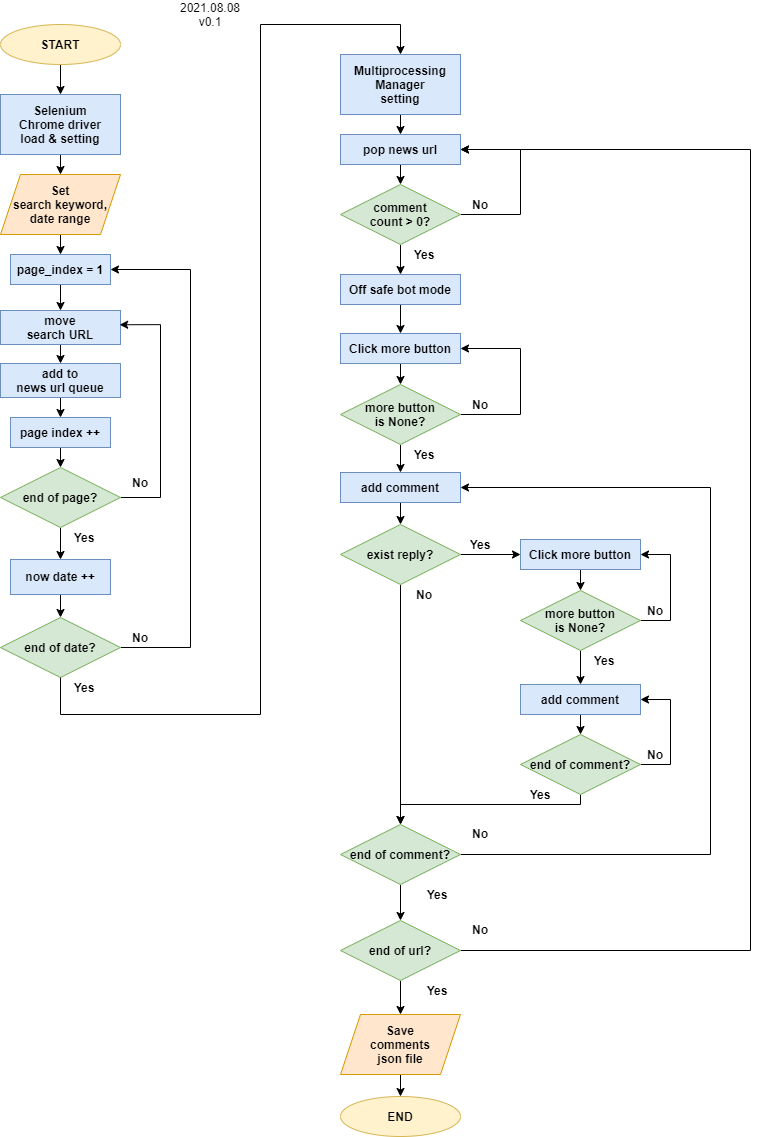 2021.08.08
v0.1
START
Selenium
Chrome driver
load & setting
Set
search keyword,
date range
page_index = 1
move
search URL
add to
news url queue
page index ++
end of page?
No
Yes
now date ++
end of date?
No
Yes
Multiprocessing
Manager
setting
pop news url
comment
count > 0?
No
Yes
Off safe bot mode
Click more button
more button
is None?
No
Yes
add comment
exist reply?
Yes
No
Click more button
more button
is None?
No
Yes
add comment
end of comment?
No
Yes
end of comment?
No
Yes
end of url?
No
Yes
Save
comments
json file
END